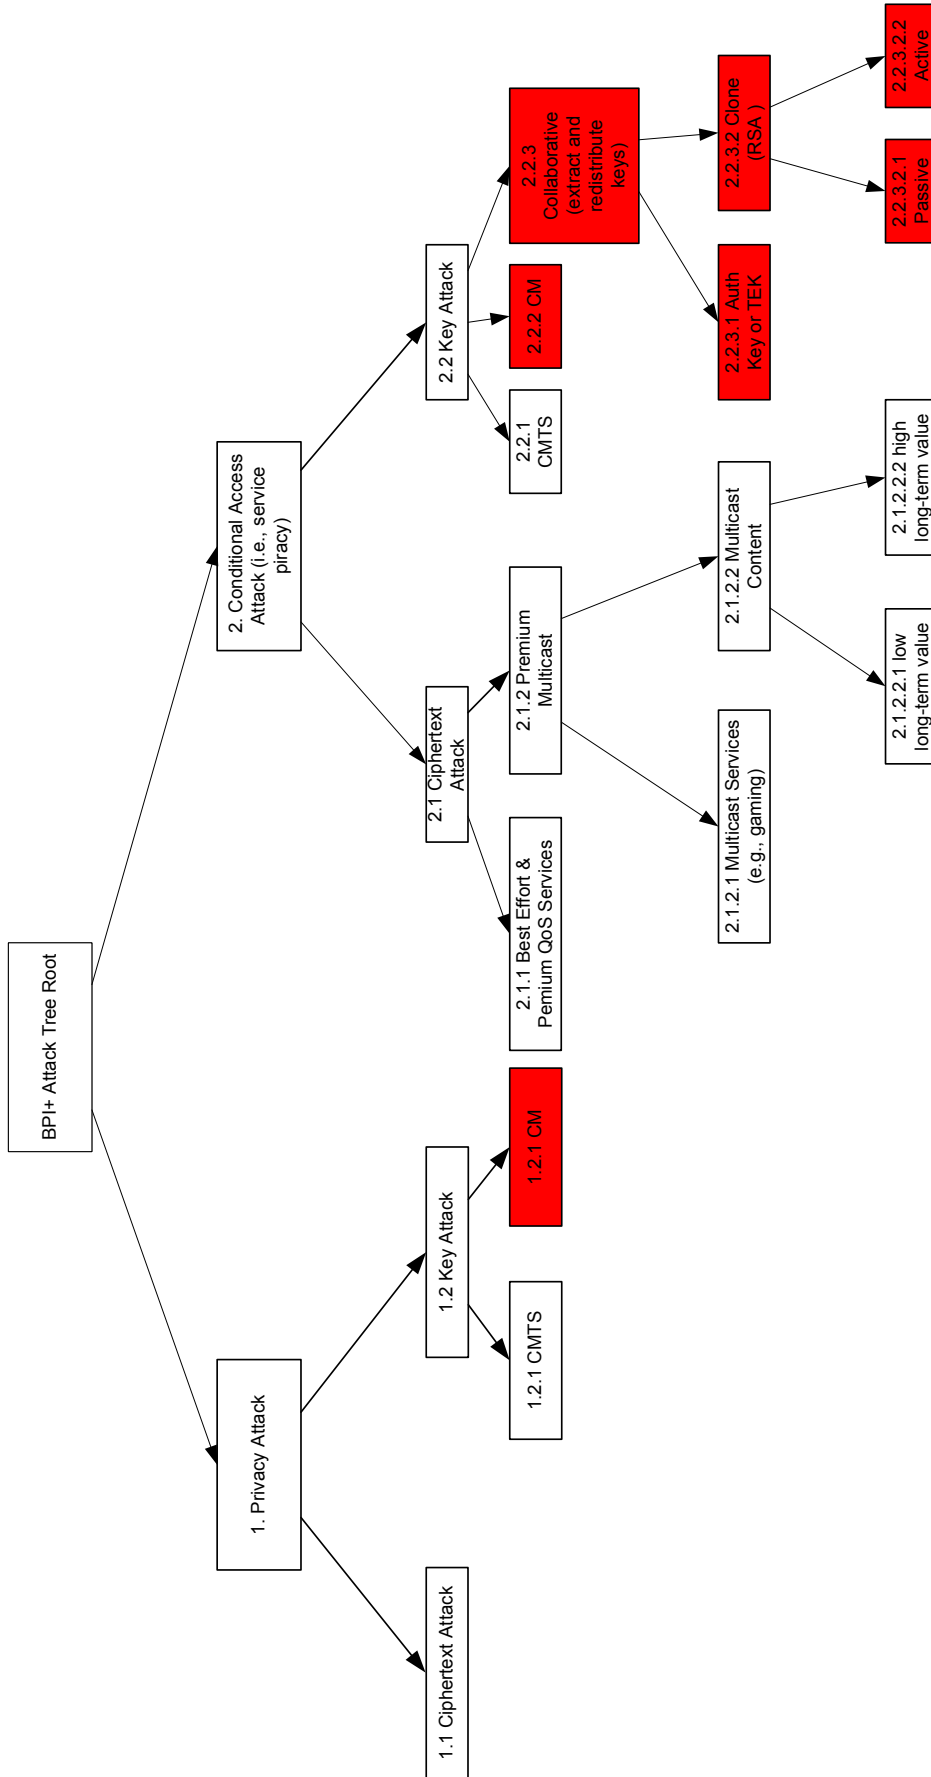 BPI+ Attack Tree Root
1. Privacy Attack
2. Conditional Access
Attack (i.e., service
piracy)
1.1 Ciphertext Attack
1.2 Key Attack
2.1 Ciphertext
Attack
2.2 Key Attack
1.2.1 CMTS
1.2.1 CM
2.1.1 Best Effort &
Pemium QoS Services
2.1.2 Premium
Multicast
2.2.1
CMTS
2.2.2 CM
2.2.3
Collaborative
(extract and
redistribute
keys)
2.1.2.1 Multicast Services
(e.g., gaming)
2.1.2.2 Multicast
Content
2.2.3.1 Auth
Key or TEK
2.2.3.2 Clone
(RSA )
2.1.2.2.1 low
long-term value
2.1.2.2.2 high
long-term value
2.2.3.2.1
Passive
2.2.3.2.2
Active